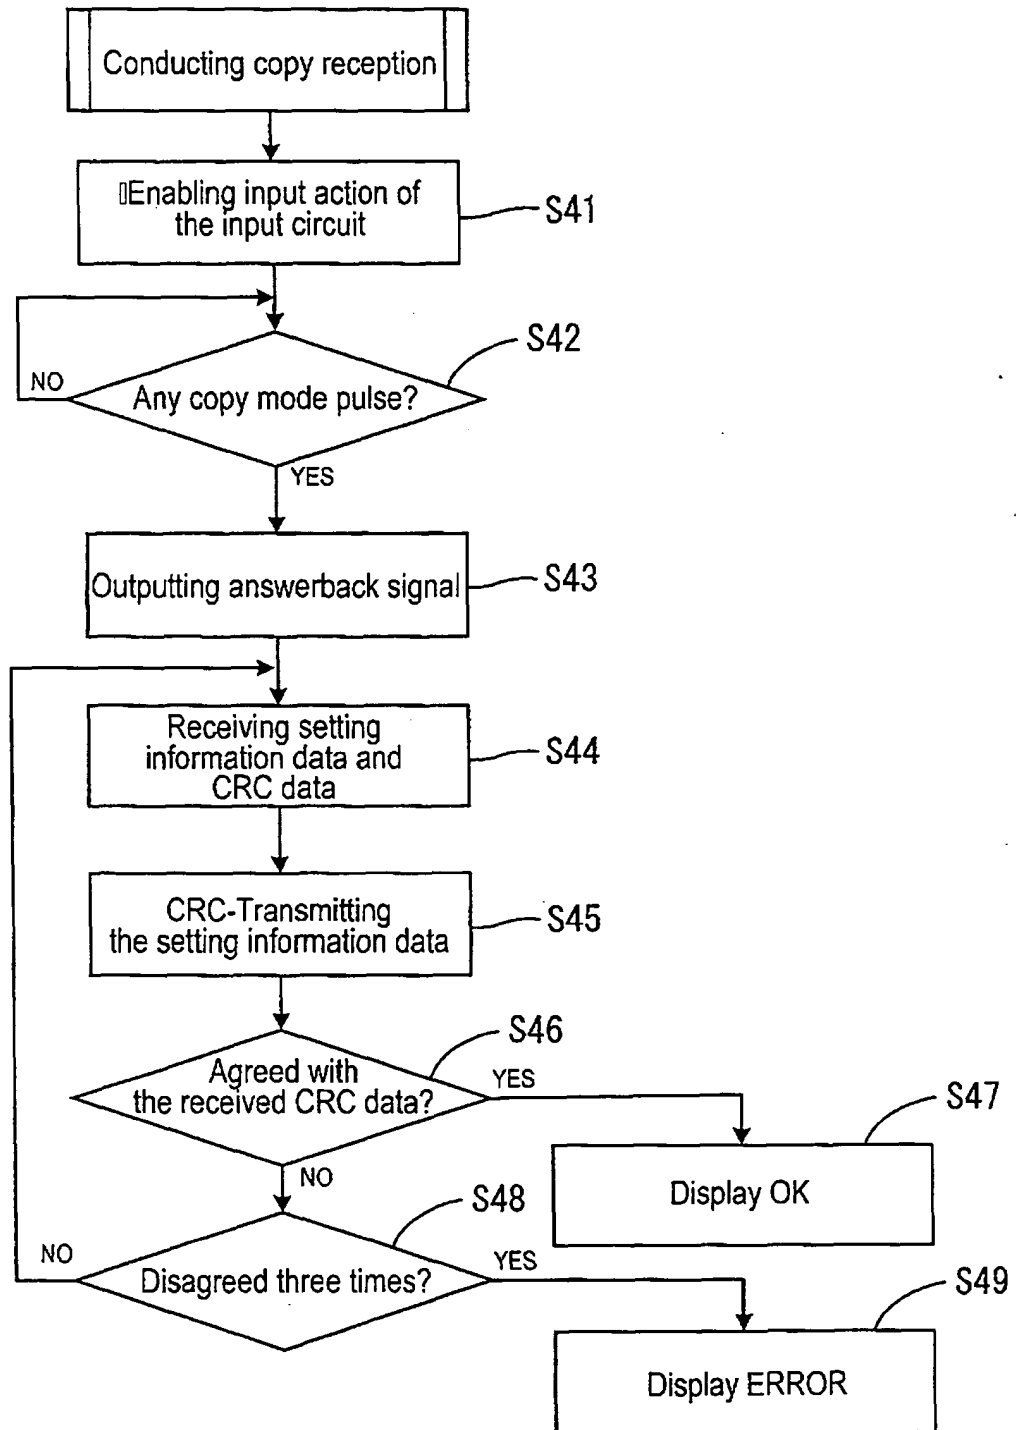 Conducting copy reception
Enabling input action of
the input circuit
S41
S42
NO
Any copy mode pulse?
YES
Outputting answerback signal
S43
Receiving setting
information data and
CRC data
S44
CRC-Transmitting
the setting information data
S45
S46
Agreed with
the received CRC data?
YES
S47
NO
Display OK
S48
NO
Disagreed three times?
YES
S49
Display ERROR